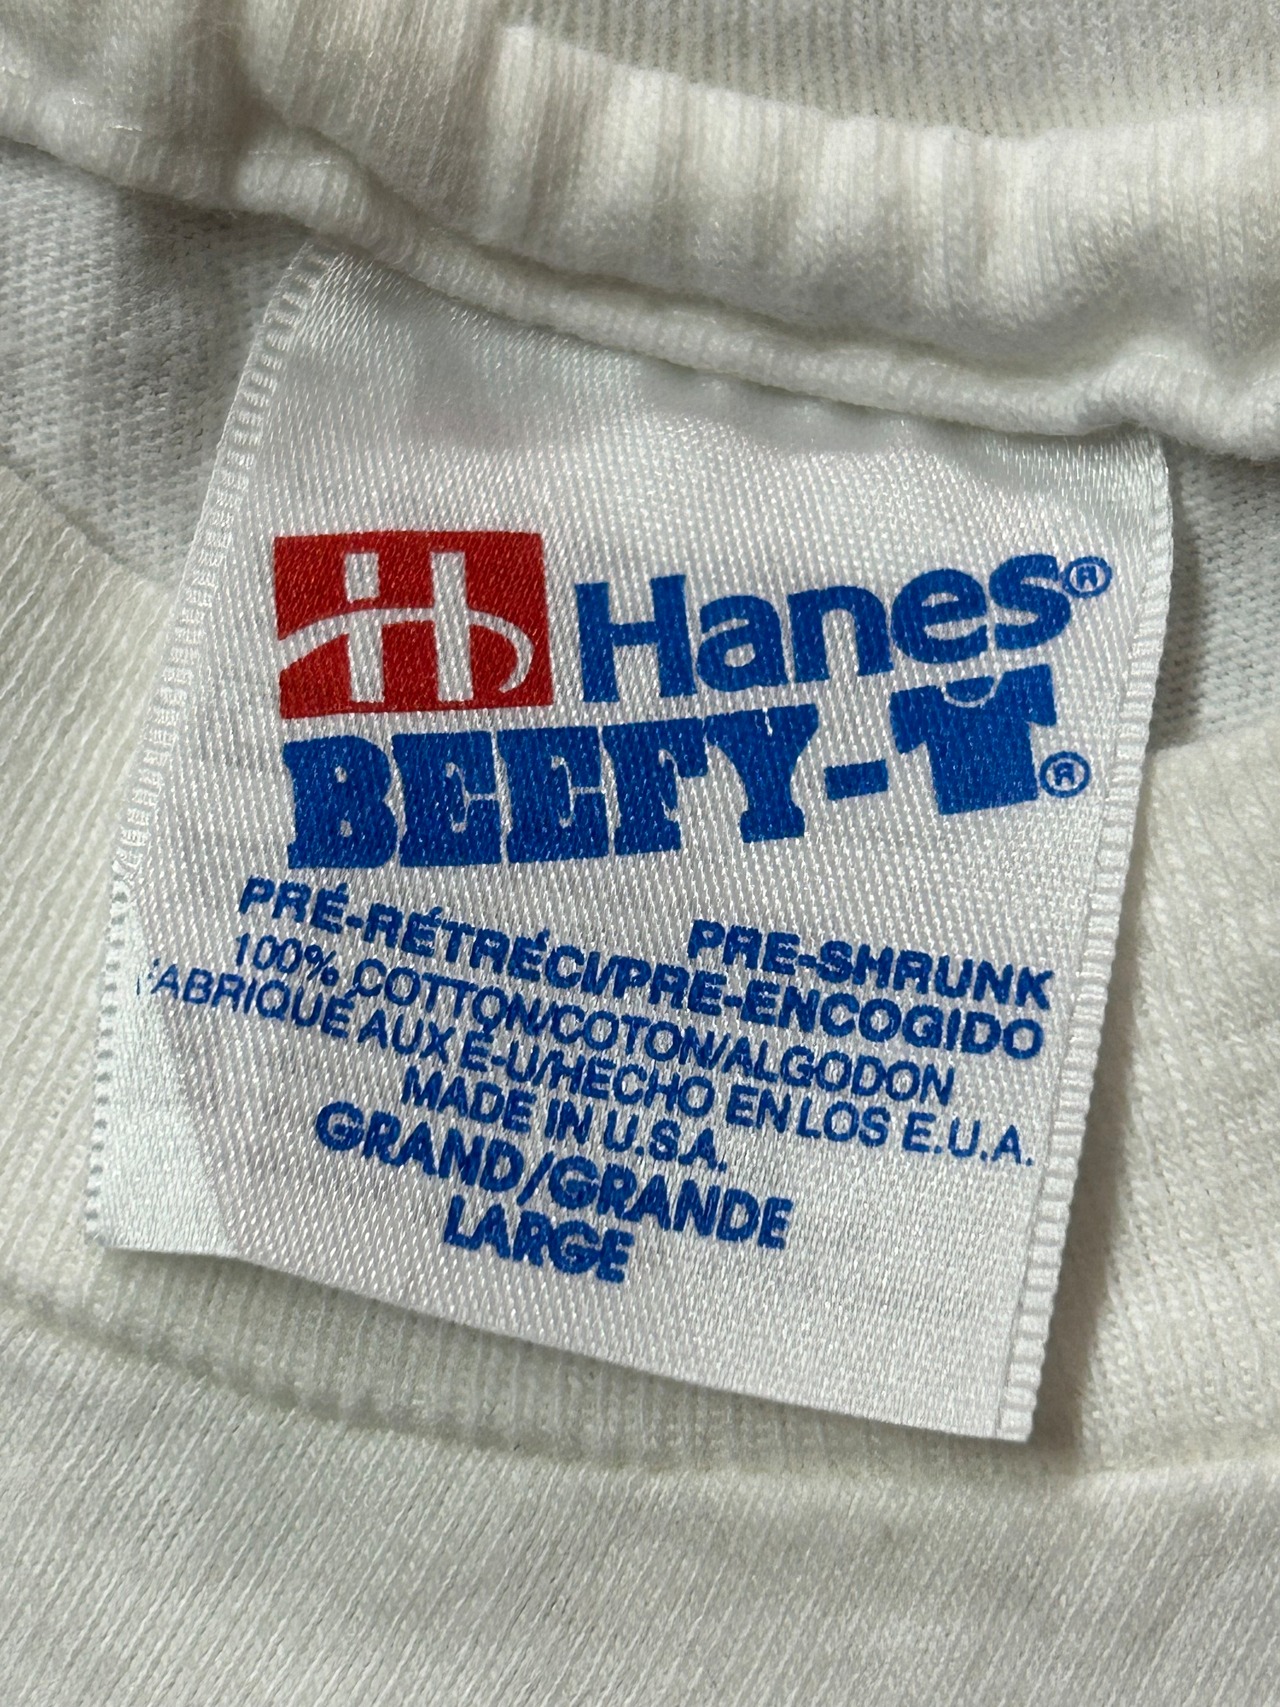 H Hanes®
BEEFY-T®
PRE-SHRUNK
PRÉ-RÉTRÉCI/PRE-ENCOGIDO
100% COTTON/COTON/ALGODON
FABRIQUÉ AUX É-U/HECHO EN LOS E.U.A.
MADE IN U.S.A.
GRAND/GRANDE
LARGE